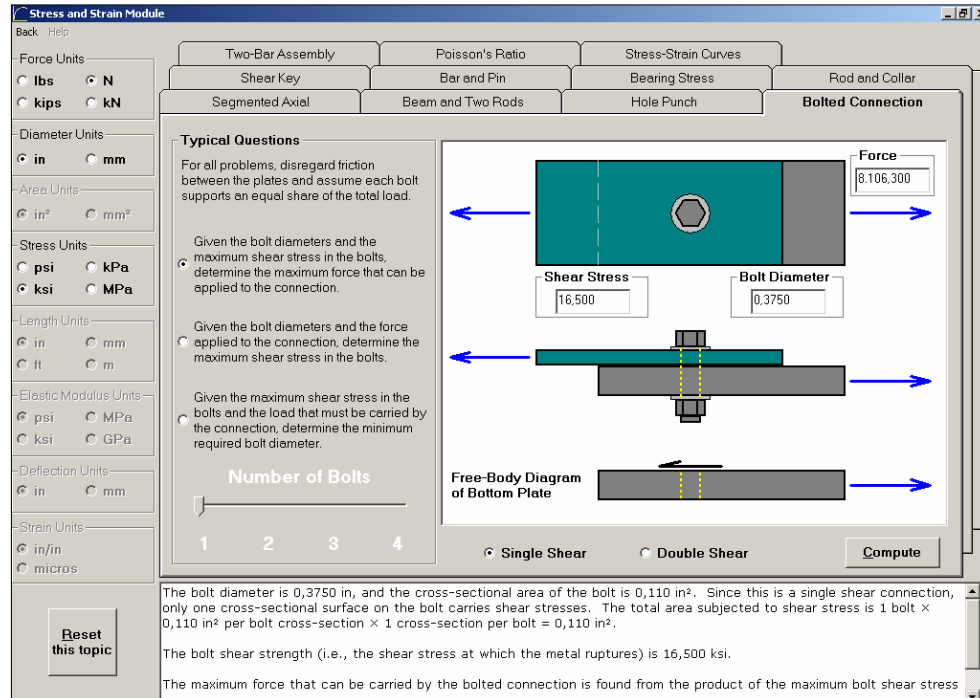 Stress and Strain Module
Back Help
Force Units
lbs N
kips kN
Diameter Units
in mm
Area Units
in² mm²
Stress Units
psi kPa
ksi MPa
Length Units
in mm
ft m
Elastic Modulus Units
psi MPa
ksi GPa
Deflection Units
in mm
Strain Units
in/in
micros
Reset
this topic
Two-Bar Assembly Poisson's Ratio Stress-Strain Curves
Shear Key Bar and Pin Bearing Stress Rod and Collar
Segmented Axial Beam and Two Rods Hole Punch Bolted Connection
Typical Questions
For all problems, disregard friction
between the plates and assume each bolt
supports an equal share of the total load.
Given the bolt diameters and the
maximum shear stress in the bolts,
determine the maximum force that can be
applied to the connection.
Given the bolt diameters and the force
applied to the connection, determine the
maximum shear stress in the bolts.
Given the maximum shear stress in the
bolts and the load that must be carried by
the connection, determine the minimum
required bolt diameter.
Number of Bolts
1 2 3 4
Force
8.106,300
Shear Stress
16,500
Bolt Diameter
0,3750
Free-Body Diagram
of Bottom Plate
Single Shear Double Shear Compute
The bolt diameter is 0,3750 in, and the cross-sectional area of the bolt is 0,110 in². Since this is a single shear connection,
only one cross-sectional surface on the bolt carries shear stresses. The total area subjected to shear stress is 1 bolt ×
0,110 in² per bolt cross-section × 1 cross-section per bolt = 0,110 in².
The bolt shear strength (i.e., the shear stress at which the metal ruptures) is 16,500 ksi.
The maximum force that can be carried by the bolted connection is found from the product of the maximum bolt shear stress